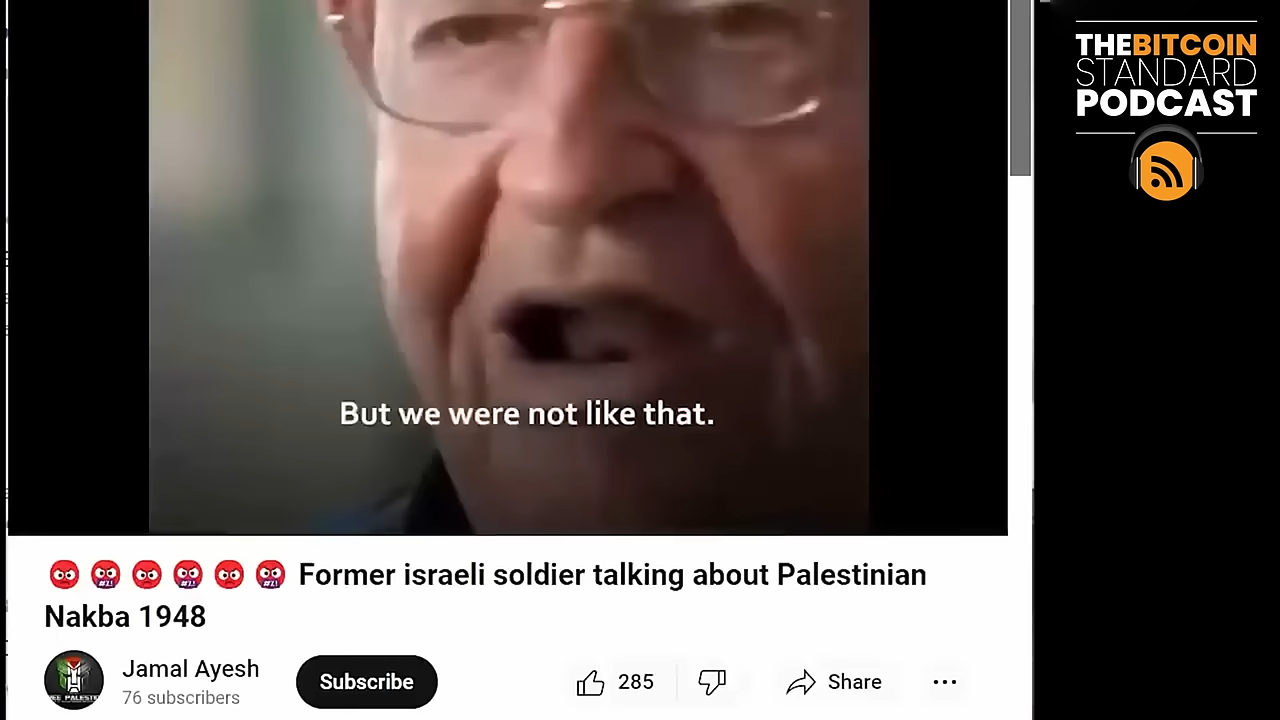 THEBITCOIN
STANDARD
PODCAST
But we were not like that.
Former israeli soldier talking about Palestinian
Nakba 1948
Jamal Ayesh
76 subscribers
Subscribe
285
Share